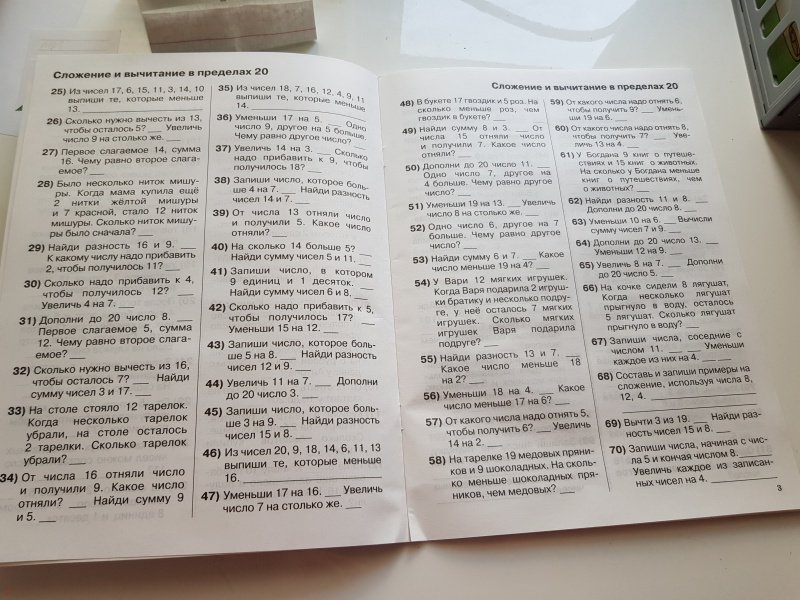 Сложение и вычитание в пределах 20
25) Из чисел 17, 6, 15, 11, 3, 14, 10
выпиши те, которые меньше
13. ___
26) Сколько нужно вычесть из 13,
чтобы осталось 5? ___ Увеличь
число 9 на столько же. ___
27) Первое слагаемое 14, сумма
16. Чему равно второе слага-
емое? ___
28) Было несколько ниток мишу-
ры. Когда мама купила ещё
2 нитки жёлтой мишуры
и 7 красной, стало 12 ниток
мишуры. Сколько ниток мишу-
ры было сначала? ___
29) Найди разность 16 и 9. ___
К какому числу надо прибавить
2, чтобы получилось 11? ___
30) Сколько надо прибавить к 4,
чтобы получилось 12? ___
Увеличь 4 на 7. ___
31) Дополни до 20 число 8. ___
Первое слагаемое 5, сумма
12. Чему равно второе слага-
емое? ___
32) Сколько нужно вычесть из 16,
чтобы осталось 7? ___ Найди
сумму чисел 3 и 17. ___
33) На столе стояло 12 тарелок.
Когда несколько тарелок
убрали, на столе осталось
2 тарелки. Сколько тарелок
убрали? ___
34) От числа 16 отняли число
и получили 9. Какое число
отняли? ___ Найди сумму 9
и 5. ___
35) Из чисел 18, 7, 16, 12, 4, 9, 11
выпиши те, которые меньше
14. ___
36) Уменьши 17 на 5. ___ Одно
число 9, другое на 5 больше.
Чему равно другое число? ___
37) Увеличь 14 на 3. ___ Сколько
надо прибавить к 9, чтобы
получилось 18? ___
38) Запиши число, которое боль-
ше 4 на 7. ___ Найди разность
чисел 14 и 7. ___
39) От числа 13 отняли число
и получили 5. Какое число
отняли? ___
40) На сколько 14 больше 5? ___
Найди сумму чисел 5 и 11. ___
41) Запиши число, в котором
9 единиц и 1 десяток. ___
Найди сумму чисел 6 и 8. ___
42) Сколько надо прибавить к 5,
чтобы получилось 17? ___
Уменьши 15 на 12. ___
43) Запиши число, которое боль-
ше 5 на 8. ___ Найди разность
чисел 12 и 9. ___
44) Увеличь 11 на 7. ___ Дополни
до 20 число 3. ___
45) Запиши число, которое боль-
ше 3 на 9. ___ Найди разность
чисел 15 и 8. ___
46) Из чисел 20, 9, 18, 14, 6, 11, 13
выпиши те, которые меньше
16. ___
47) Уменьши 17 на 16. ___ Увеличь
число 7 на столько же. ___
Сложение и вычитание в пределах 20
48) В букете 17 гвоздик и 5 роз. На
сколько меньше роз, чем
гвоздик в букете? ___
49) Найди сумму 8 и 3. ___ От
числа 15 отняли число
и получили 7. Какое число
отняли? ___
50) Дополни до 20 число 11. ___
Одно число 7, другое на
4 больше. Чему равно другое
число? ___
51) Уменьши 19 на 13. ___ Увеличь
число 8 на столько же. ___
52) Одно число 6, другое на 7
больше. Чему равно другое
число? ___
53) Найди сумму 6 и 7. ___ Какое
число меньше 19 на 4? ___
54) У Вари 12 мягких игрушек.
Когда Варя подарила 2 игруш-
ки братику и несколько подру-
ге, у неё осталось 7 мягких
игрушек. Сколько мягких
игрушек Варя подарила
подруге? ___
55) Найди разность 13 и 7. ___
Какое число меньше 18
на 2? ___
56) Уменьши 18 на 4. ___ Какое
число меньше 17 на 6? ___
57) От какого числа надо отнять 5,
чтобы получить 6? ___ Увеличь
14 на 2. ___
58) На тарелке 19 медовых пряни-
ков и 9 шоколадных. На сколь-
ко меньше шоколадных пря-
ников, чем медовых? ___
59) От какого числа надо отнять 6,
чтобы получить 9? ___ Умень-
ши 19 на 6. ___
60) От какого числа надо отнять 8,
чтобы получить 4? ___ Уве-
личь 13 на 4. ___
61) У Богдана 9 книг о путеше-
ствиях и 15 книг о животных.
На сколько у Богдана меньше
книг о путешествиях, чем
о животных? ___
62) Найди разность 11 и 8. ___
Дополни до 20 число 8. ___
63) Уменьши 10 на 6. ___ Вычисли
сумму чисел 7 и 9. ___
64) Дополни до 20 число 13. ___
Уменьши 12 на 9. ___
65) Увеличь 8 на 7. ___ Дополни
до 20 число 5. ___
66) На кочке сидели 8 лягушат,
Когда несколько лягушат
прыгнуло в воду, осталось
5 лягушат. Сколько лягушат
прыгнуло в воду? ___
67) Запиши числа, соседние с
числом 11. ___ ___ Уменьши
каждое из них на 4. ___ ___
68) Составь и запиши примеры на
сложение, используя числа 8,
12, 4. ___
69) Вычти 3 из 19. ___ Найди раз-
ность чисел 15 и 8. ___
70) Запиши числа, начиная с чис-
ла 5 и кончая числом 8. ___
Увеличь каждое из записан-
ных чисел на 4. ___
3